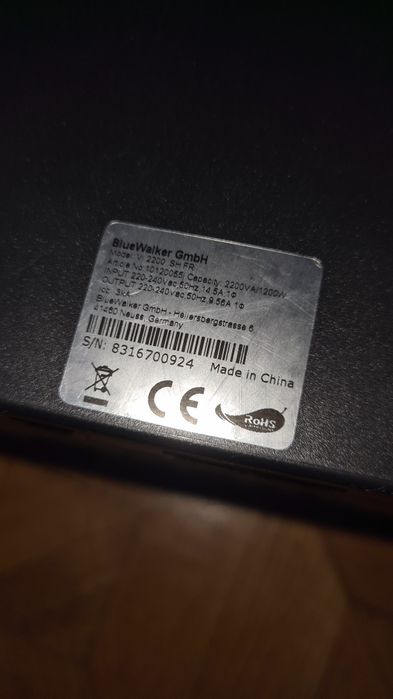 BlueWalker GmbH
Model: VI 2200 SH FR
Article No:10120055| Capacity: 2200VA/1200W
INPUT 220-240Vac,50Hz,14.5A,1Φ
OUTPUT 220-240Vac,50Hz,9.56A,1Φ
Icc: 3kA
BlueWalker GmbH - Hellersbergstrasse 6,
41460 Neuss, Germany
S/N: 8316700924 Made in China
CE
RoHS